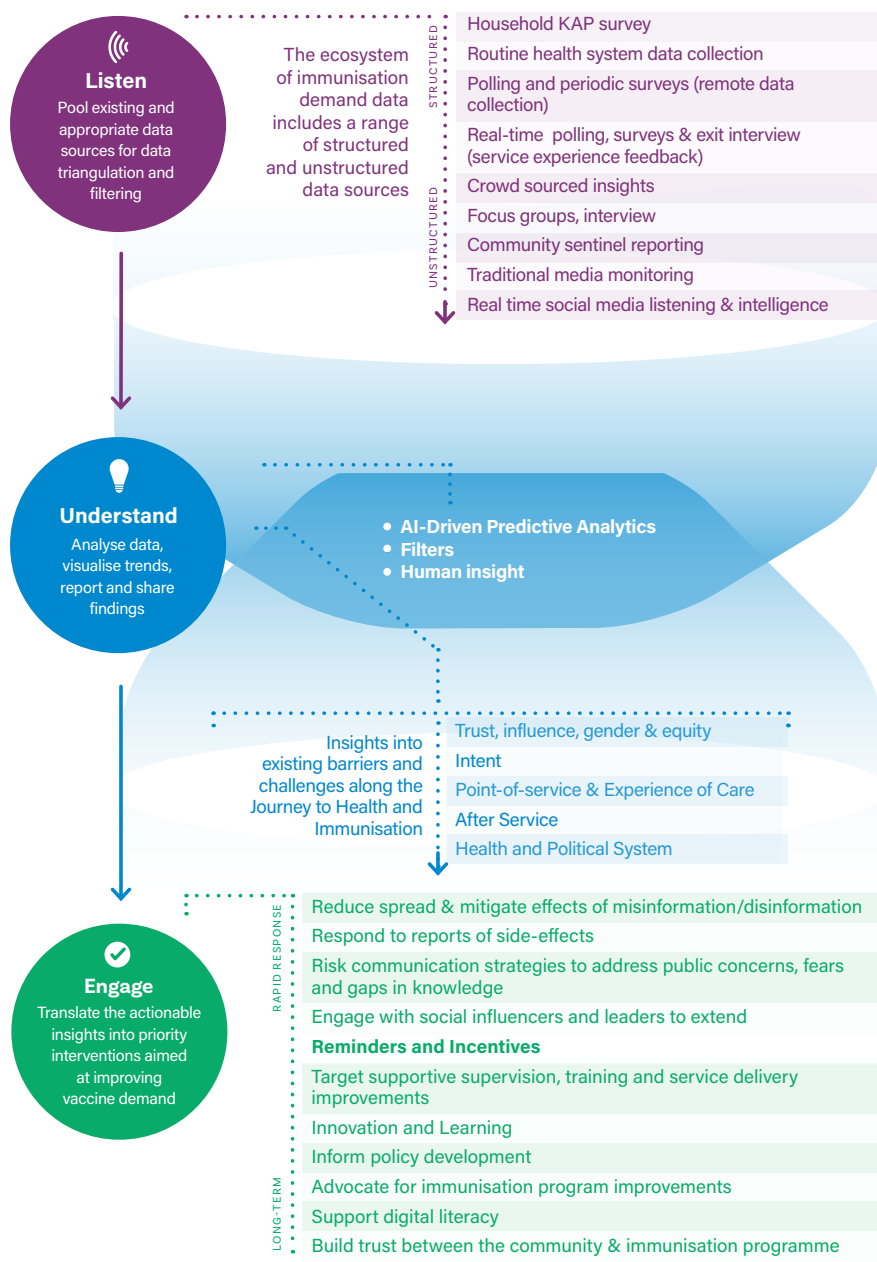 Listen
Pool existing and
appropriate data
sources for data
triangulation and
filtering
The ecosystem
of immunisation
demand data
includes a range
of structured
and unstructured
data sources
STRUCTURED
UNSTRUCTURED
Household KAP survey
Routine health system data collection
Polling and periodic surveys (remote data
collection)
Real-time polling, surveys & exit interview
(service experience feedback)
Crowd sourced insights
Focus groups, interview
Community sentinel reporting
Traditional media monitoring
Real time social media listening & intelligence
Understand
Analyse data,
visualise trends,
report and share
findings
• AI-Driven Predictive Analytics
• Filters
• Human insight
Insights into
existing barriers and
challenges along the
Journey to Health and
Immunisation
Trust, influence, gender & equity
Intent
Point-of-service & Experience of Care
After Service
Health and Political System
Engage
Translate the actionable
insights into priority
interventions aimed
at improving
vaccine demand
RAPID RESPONSE
LONG-TERM
Reduce spread & mitigate effects of misinformation/disinformation
Respond to reports of side-effects
Risk communication strategies to address public concerns, fears
and gaps in knowledge
Engage with social influencers and leaders to extend
Reminders and Incentives
Target supportive supervision, training and service delivery
improvements
Innovation and Learning
Inform policy development
Advocate for immunisation program improvements
Support digital literacy
Build trust between the community & immunisation programme